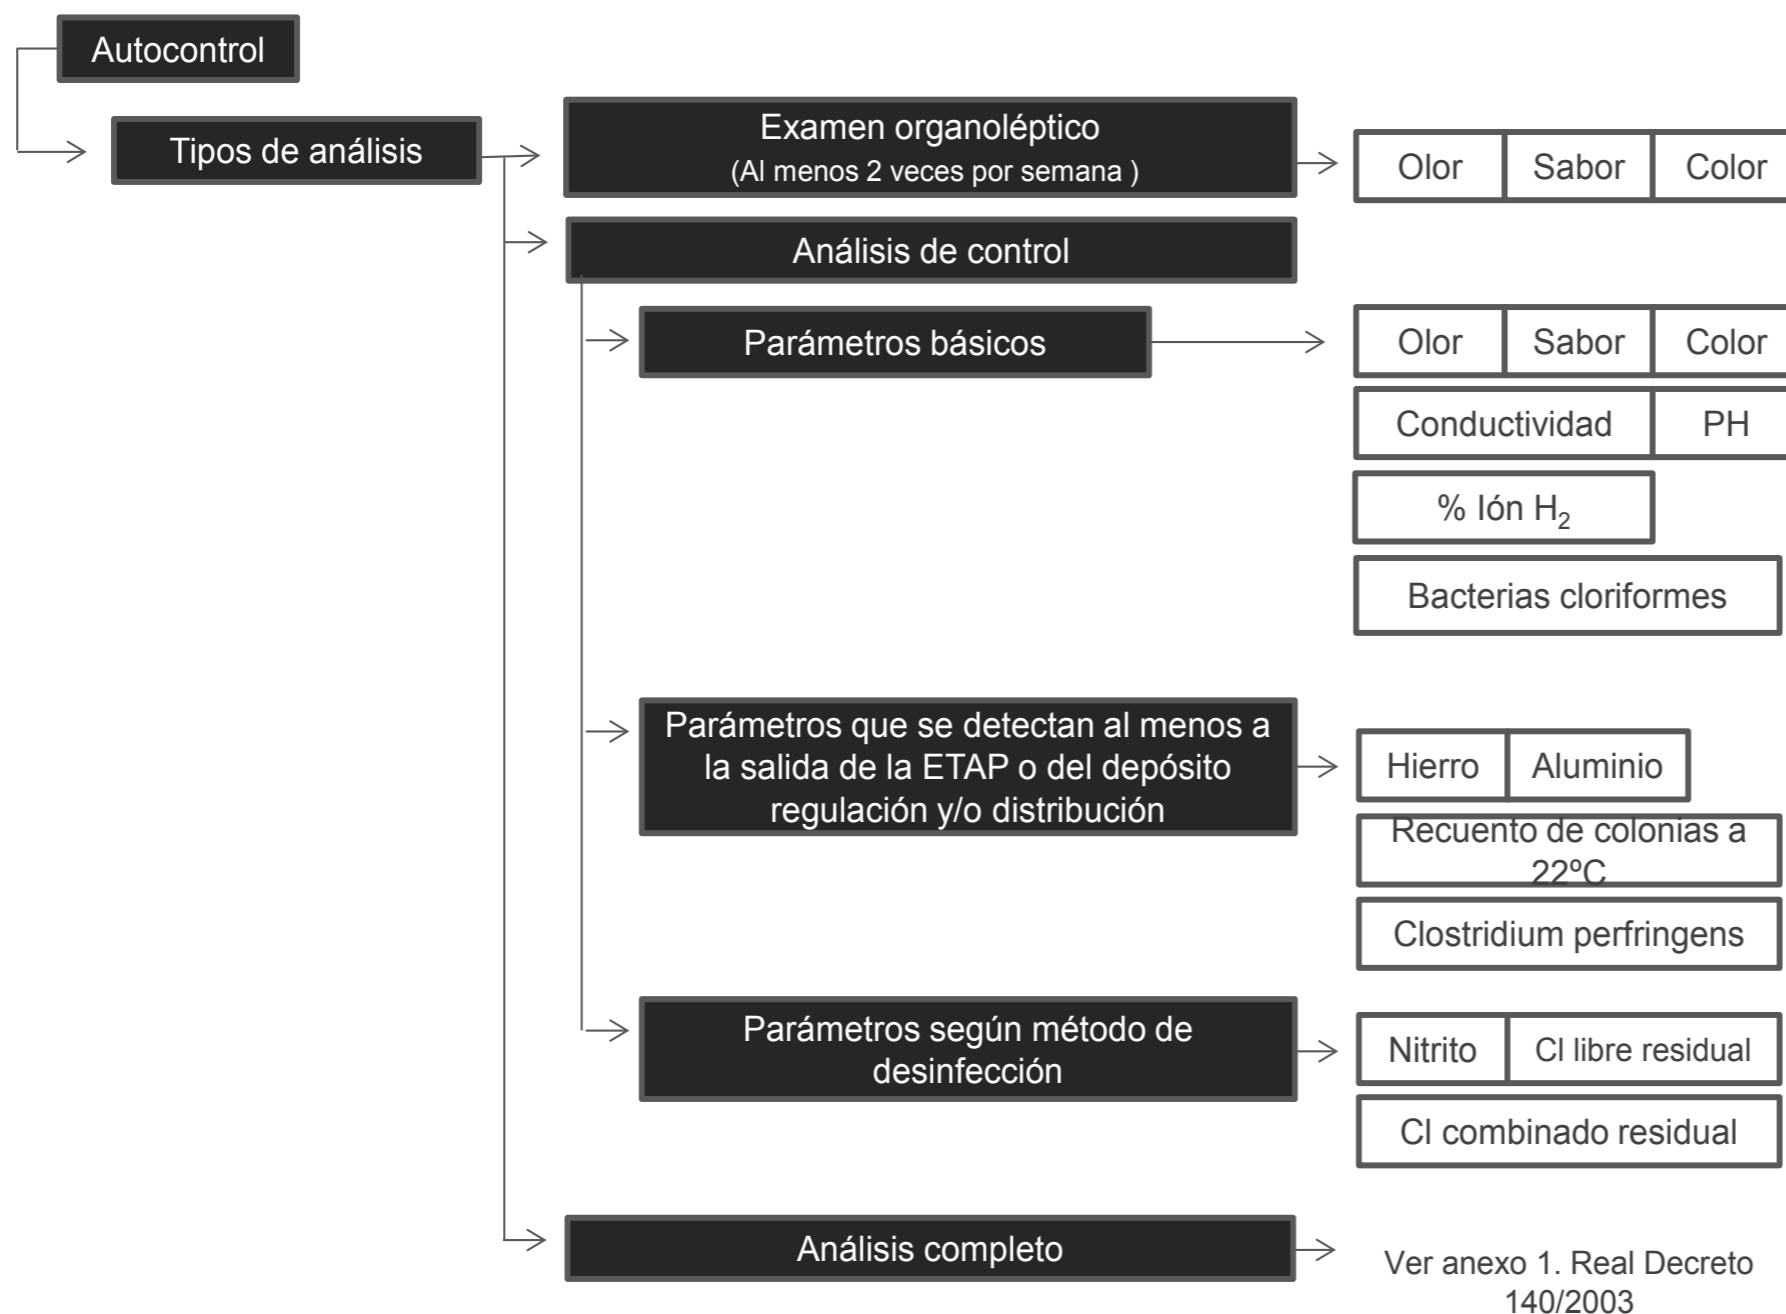 Autocontrol
Tipos de análisis
Examen organoléptico
(Al menos 2 veces por semana )
Olor
Sabor
Color
Análisis de control
Parámetros básicos
Olor
Sabor
Color
Conductividad
PH
% Ión H₂
Bacterias cloriformes
Parámetros que se detectan al menos a
la salida de la ETAP o del depósito
regulación y/o distribución
Hierro
Aluminio
Recuento de colonias a
22ºC
Clostridium perfringens
Parámetros según método de
desinfección
Nitrito
Cl libre residual
Cl combinado residual
Análisis completo
Ver anexo 1. Real Decreto
140/2003